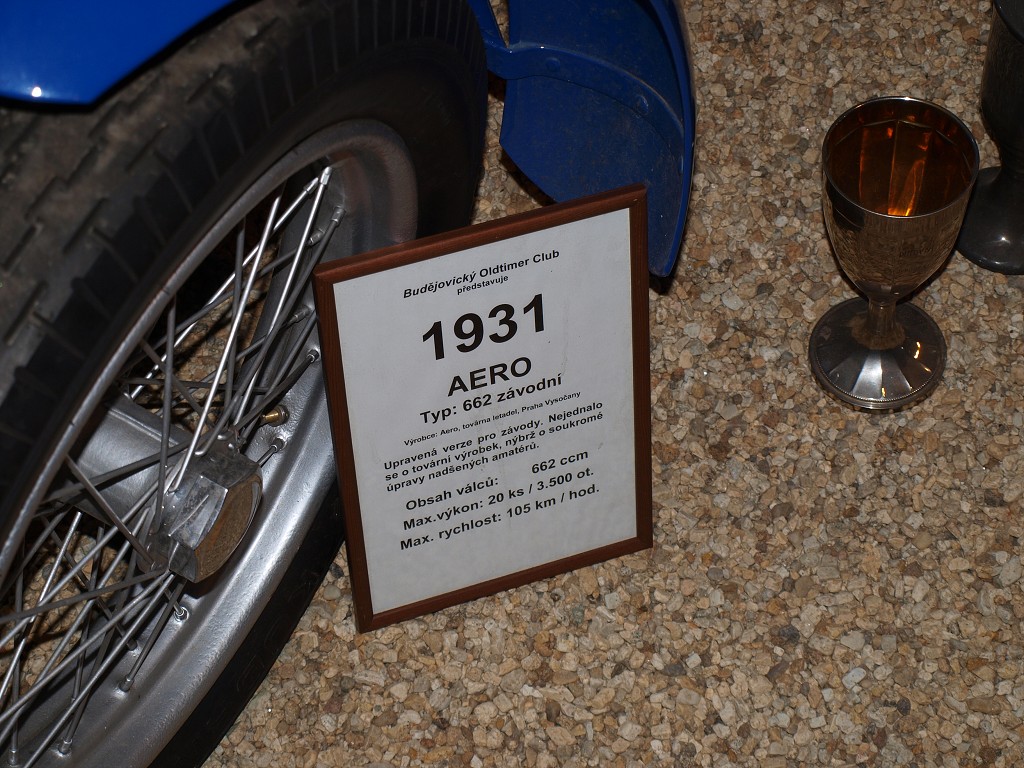 Budějovický Oldtimer Club
představuje
1931
AERO
Typ: 662 závodní
Výrobce: Aero, továrna letadel, Praha Vysočany
Upravená verze pro závody. Nejednalo
se o tovární výrobek, nýbrž o soukromé
úpravy nadšených amatérů.
Obsah válců: 662 ccm
Max.výkon: 20 ks / 3.500 ot.
Max. rychlost: 105 km / hod.